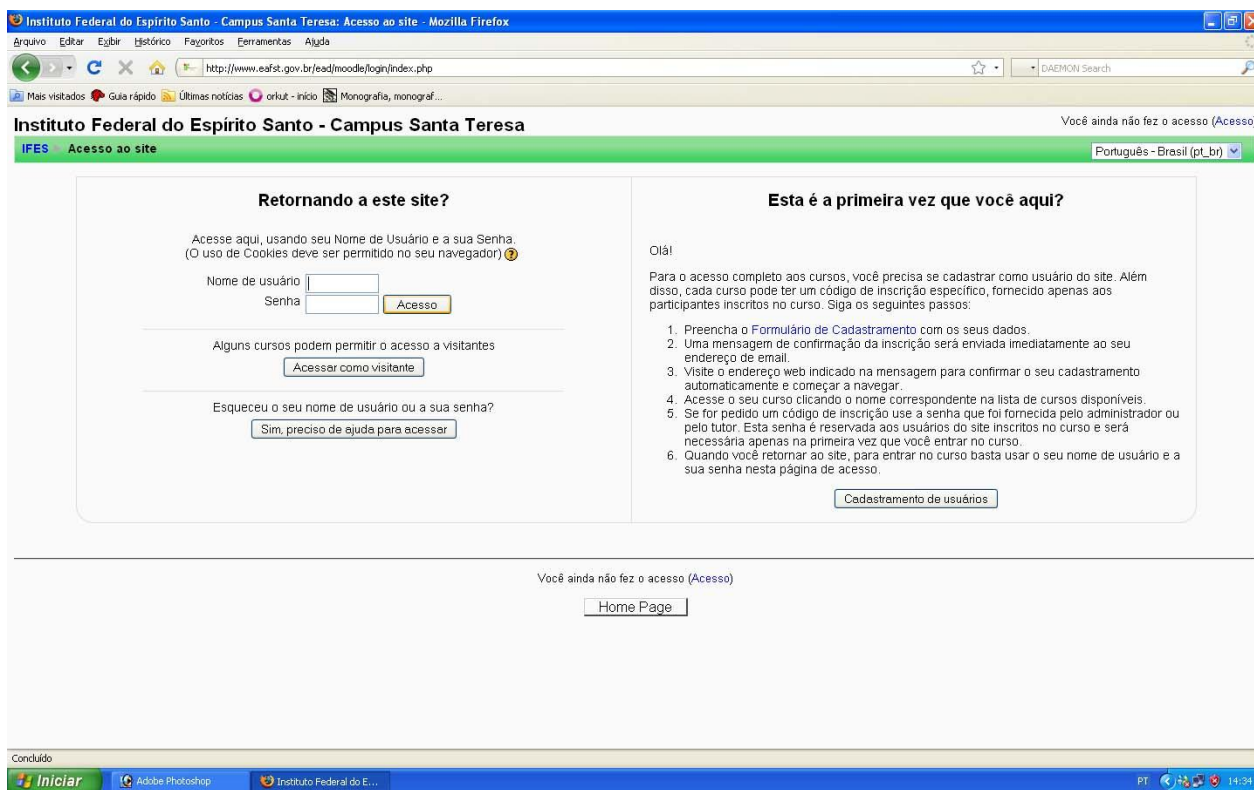 Instituto Federal do Espírito Santo - Campus Santa Teresa: Acesso ao site - Mozilla Firefox
Arquivo Editar Exibir Histórico Favoritos Ferramentas Ajuda
http://www.eafst.gov.br/ead/moodle/login/index.php
DAEMON Search
Mais visitados Guia rápido Últimas notícias orkut - início Monografia, monograf...
Instituto Federal do Espírito Santo - Campus Santa Teresa
Você ainda não fez o acesso (Acesso)
IFES Acesso ao site
Português - Brasil (pt_br)
Retornando a este site?
Acesse aqui, usando seu Nome de Usuário e a sua Senha.
(O uso de Cookies deve ser permitido no seu navegador) ?
Nome de usuário
Senha Acesso
Alguns cursos podem permitir o acesso a visitantes
Acessar como visitante
Esqueceu o seu nome de usuário ou a sua senha?
Sim, preciso de ajuda para acessar
Esta é a primeira vez que você aqui?
Olá!
Para o acesso completo aos cursos, você precisa se cadastrar como usuário do site. Além
disso, cada curso pode ter um código de inscrição específico, fornecido apenas aos
participantes inscritos no curso. Siga os seguintes passos:
1. Preencha o Formulário de Cadastramento com os seus dados.
2. Uma mensagem de confirmação da inscrição será enviada imediatamente ao seu
endereço de email.
3. Visite o endereço web indicado na mensagem para confirmar o seu cadastramento
automaticamente e começar a navegar.
4. Acesse o seu curso clicando o nome correspondente na lista de cursos disponíveis.
5. Se for pedido um código de inscrição use a senha que foi fornecida pelo administrador ou
pelo tutor. Esta senha é reservada aos usuários do site inscritos no curso e será
necessária apenas na primeira vez que você entrar no curso.
6. Quando você retornar ao site, para entrar no curso basta usar o seu nome de usuário e a
sua senha nesta página de acesso.
Cadastramento de usuários
Você ainda não fez o acesso (Acesso)
Home Page
Concluído
Iniciar Adobe Photoshop Instituto Federal do E... PT 14:34